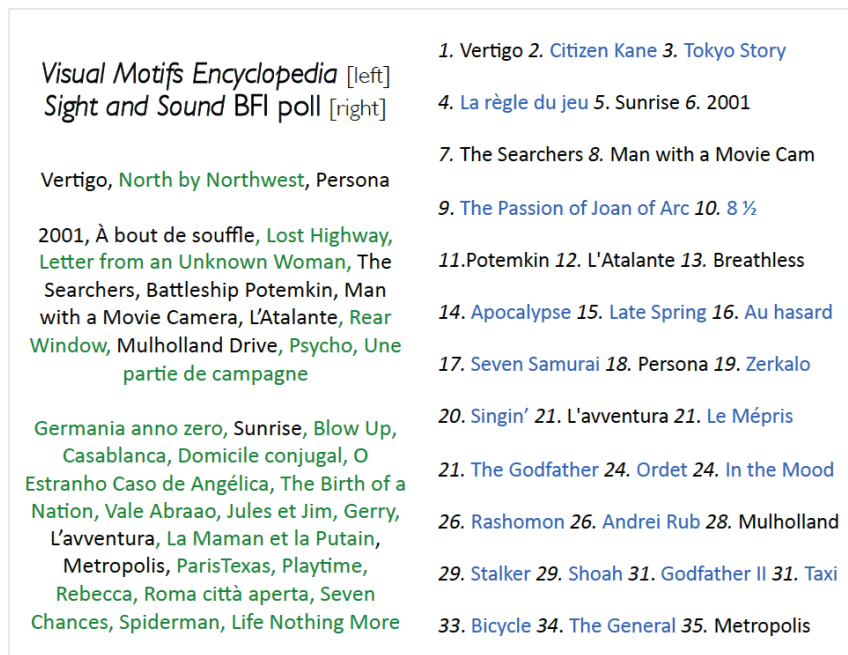 Visual Motifs Encyclopedia [left]
Sight and Sound BFI poll [right]
Vertigo, North by Northwest, Persona
2001, À bout de souffle, Lost Highway,
Letter from an Unknown Woman, The
Searchers, Battleship Potemkin, Man
with a Movie Camera, L’Atalante, Rear
Window, Mulholland Drive, Psycho, Une
partie de campagne
Germania anno zero, Sunrise, Blow Up,
Casablanca, Domicile conjugal, O
Estranho Caso de Angélica, The Birth of a
Nation, Vale Abraao, Jules et Jim, Gerry,
L’avventura, La Maman et la Putain,
Metropolis, ParisTexas, Playtime,
Rebecca, Roma città aperta, Seven
Chances, Spiderman, Life Nothing More
1. Vertigo 2. Citizen Kane 3. Tokyo Story
4. La règle du jeu 5. Sunrise 6. 2001
7. The Searchers 8. Man with a Movie Cam
9. The Passion of Joan of Arc 10. 8 ½
11.Potemkin 12. L'Atalante 13. Breathless
14. Apocalypse 15. Late Spring 16. Au hasard
17. Seven Samurai 18. Persona 19. Zerkalo
20. Singin’ 21. L'avventura 21. Le Mépris
21. The Godfather 24. Ordet 24. In the Mood
26. Rashomon 26. Andrei Rub 28. Mulholland
29. Stalker 29. Shoah 31. Godfather II 31. Taxi
33. Bicycle 34. The General 35. Metropolis